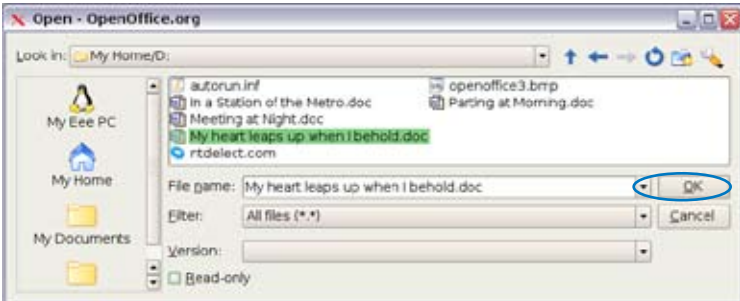 Open - OpenOffice.org
Look in: My Home/D:
My Eee PC
My Home
My Documents
autorun.inf
In a Station of the Metro.doc
Meeting at Night.doc
My heart leaps up when I behold.doc
rtdelect.com
openoffice3.bmp
Parting at Morning.doc
File name: My heart leaps up when I behold.doc OK
Filter: All files (*.*) Cancel
Version:
Read-only